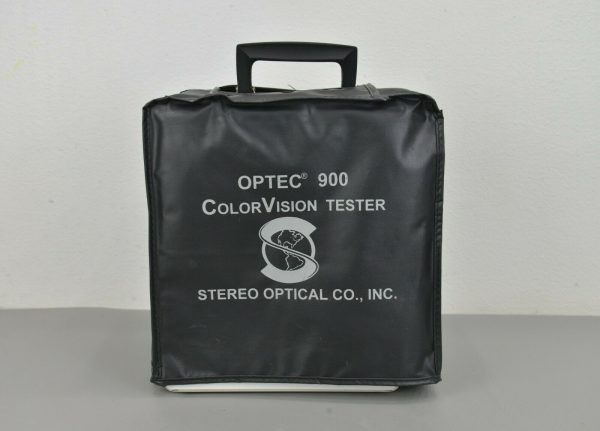 OPTEC® 900
COLORVISION TESTER
STEREO OPTICAL CO., INC.